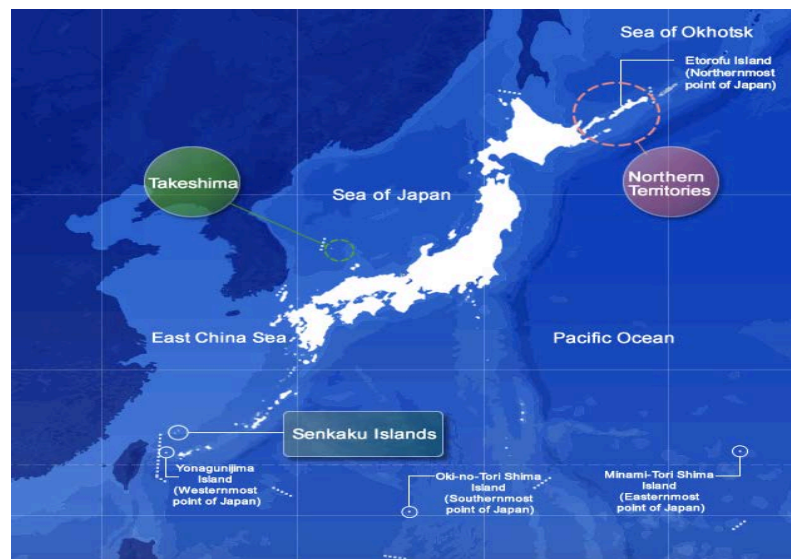 Sea of Okhotsk
Etorofu Island
(Northernmost
point of Japan)
Takeshima
Northern
Territories
Sea of Japan
East China Sea
Pacific Ocean
Senkaku Islands
Yonagunijima
Island
(Westernmost
point of Japan)
Oki-no-Tori Shima
Island
(Southernmost
point of Japan)
Minami-Tori Shima
Island
(Easternmost
point of Japan)